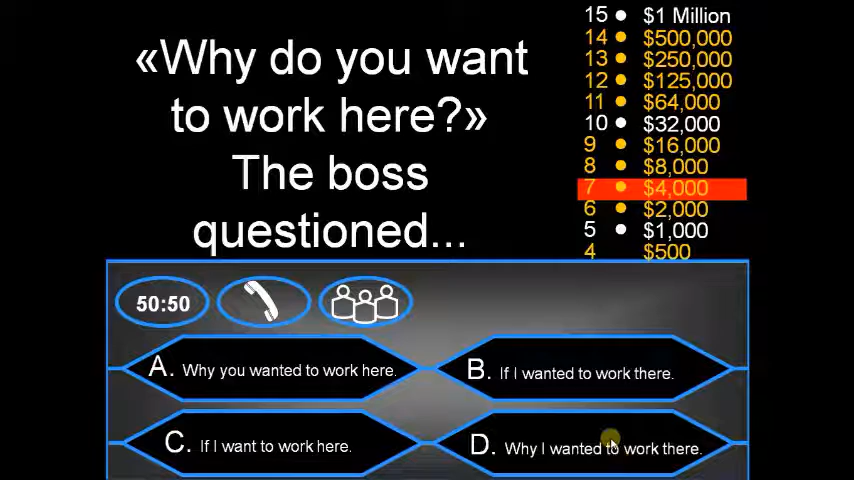 «Why do you want
to work here?»
The boss
questioned...
15 • $1 Million
14 • $500,000
13 • $250,000
12 • $125,000
11 • $64,000
10 • $32,000
9 • $16,000
8 • $8,000
7 • $4,000
6 • $2,000
5 • $1,000
4 $500
50:50
A. Why you wanted to work here.
B. If I wanted to work there.
C. If I want to work here.
D. Why I wanted to work there.